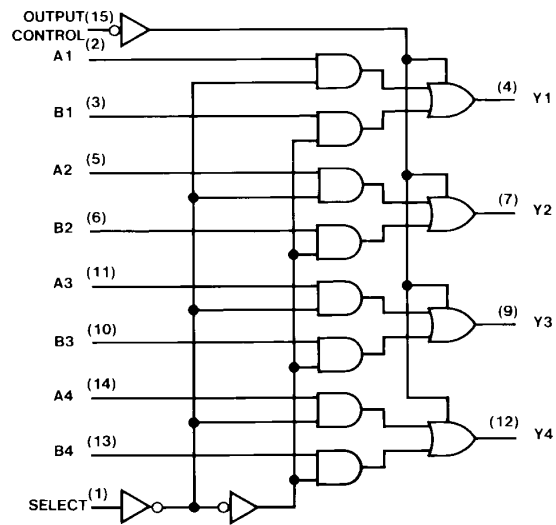 OUTPUT (15)
CONTROL
A1 (2)
B1 (3)
(4) Y1
A2 (5)
B2 (6)
(7) Y2
A3 (11)
B3 (10)
(9) Y3
A4 (14)
B4 (13)
(12) Y4
SELECT (1)